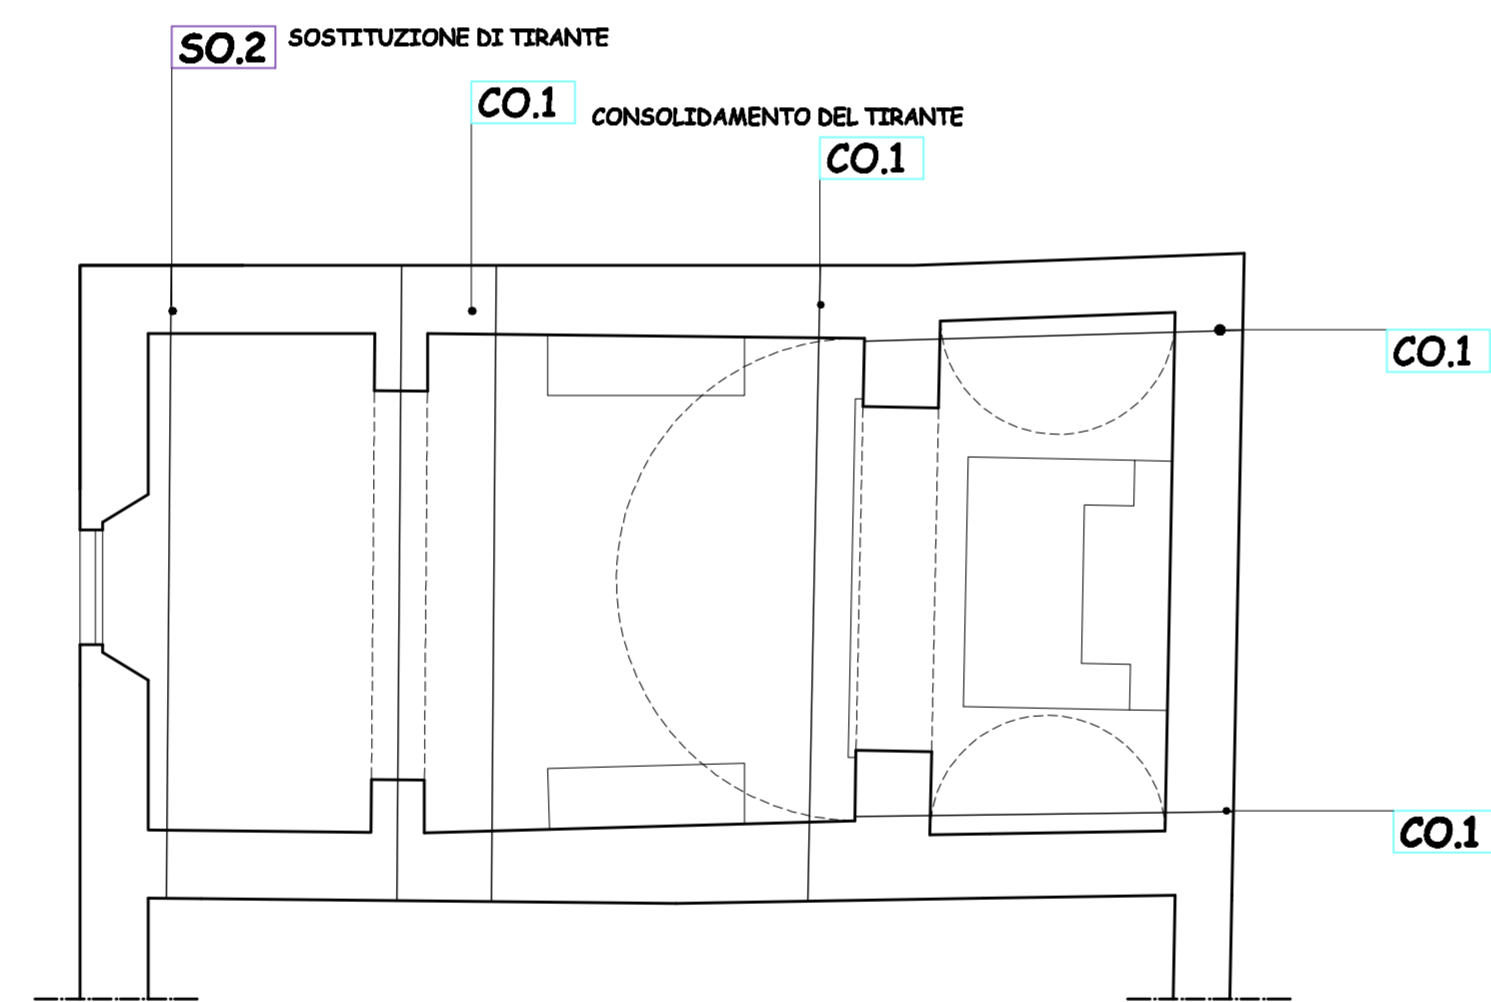 SO.2 SOSTITUZIONE DI TIRANTE
CO.1 CONSOLIDAMENTO DEL TIRANTE
CO.1
CO.1
CO.1